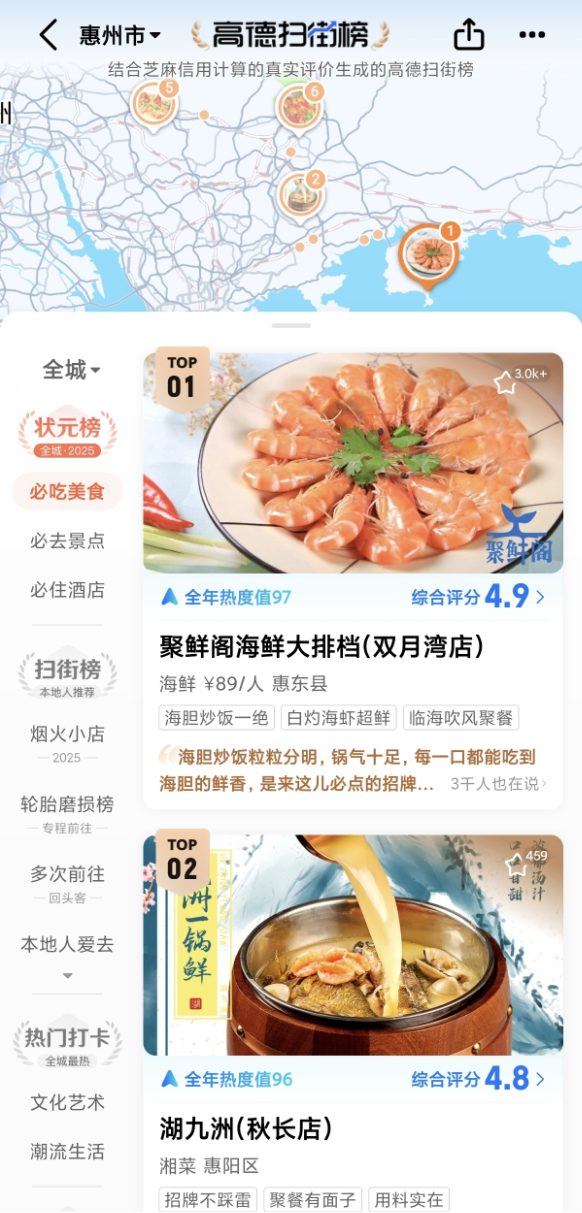 惠州市
高德扫街榜
结合芝麻信用计算的真实评价生成的高德扫街榜
州
5
6
2
1
全城
状元榜
全城·2025
必吃美食
必去景点
必住酒店
扫街榜
本地人推荐
烟火小店
2025
轮胎磨损榜
专程前往
多次前往
回头客
本地人爱去
热门打卡
全城最热
文化艺术
潮流生活
TOP
01
3.0k+
聚鲜阁
全年热度值97
综合评分4.9
聚鲜阁海鲜大排档(双月湾店)
海鲜 ¥89/人 惠东县
海胆炒饭一绝 白灼海虾超鲜 临海吹风聚餐
海胆炒饭粒粒分明，锅气十足，每一口都能吃到
海胆的鲜香，是来这儿必点的招牌... 3千人也在说
TOP
02
459
洲一锅鲜
湖
汤汁
口口甘甜
全年热度值96
综合评分4.8
湖九洲(秋长店)
湘菜 惠阳区
招牌不踩雷 聚餐有面子 用料实在